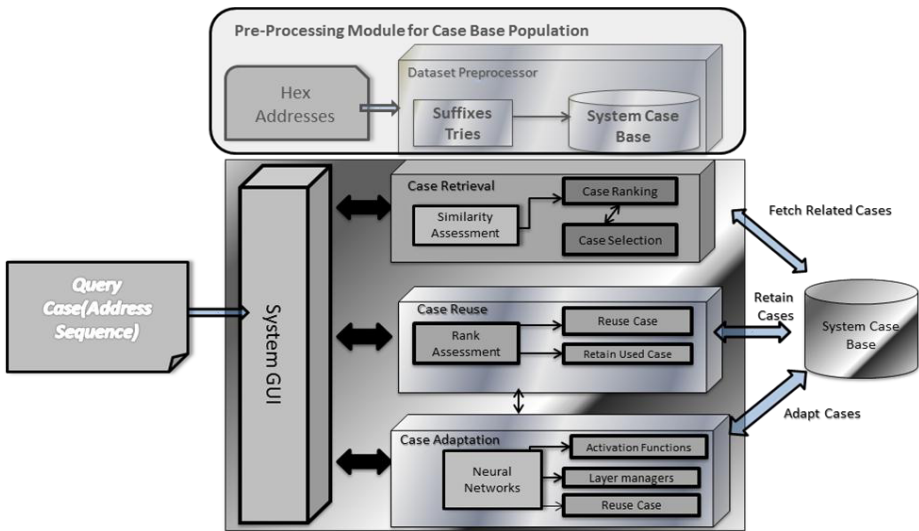 Pre-Processing Module for Case Base Population
Dataset Preprocessor
Hex
Addresses
Suffixes
Tries
System Case
Base
Case Retrieval
Similarity
Assessment
Case Ranking
Case Selection
Fetch Related Cases
Query
Case(Address
Sequence)
System GUI
Case Reuse
Rank
Assessment
Reuse Case
Retain Used Case
Retain
Cases
System Case
Base
Case Adaptation
Neural
Networks
Activation Functions
Layer managers
Reuse Case
Adapt Cases